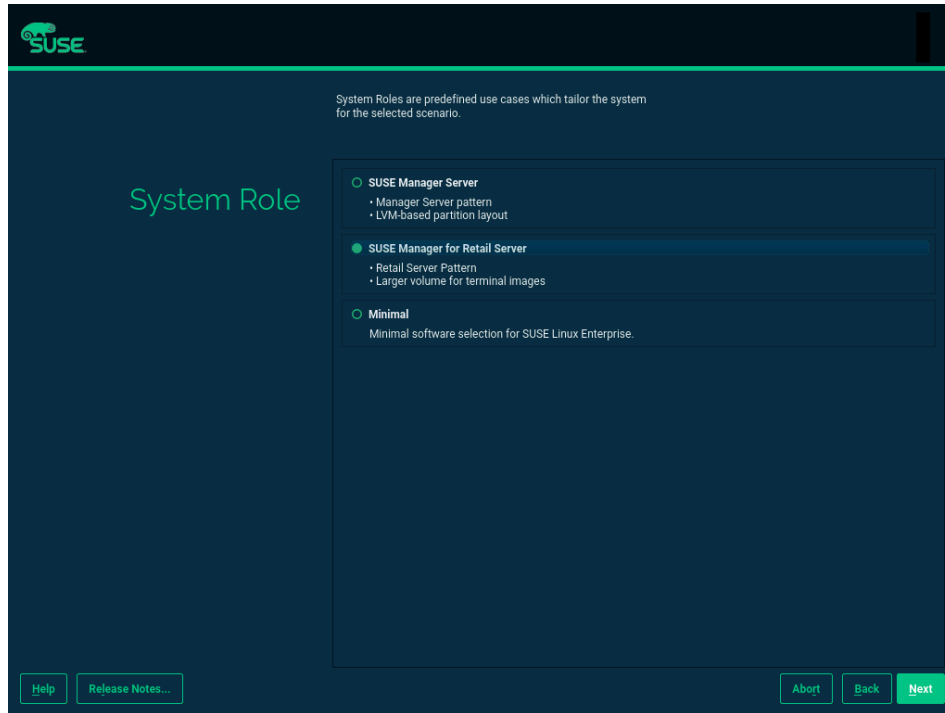 SUSE
System Roles are predefined use cases which tailor the system
for the selected scenario.
System Role
SUSE Manager Server
• Manager Server pattern
• LVM-based partition layout
SUSE Manager for Retail Server
• Retail Server Pattern
• Larger volume for terminal images
Minimal
Minimal software selection for SUSE Linux Enterprise.
Help
Release Notes...
Abort
Back
Next